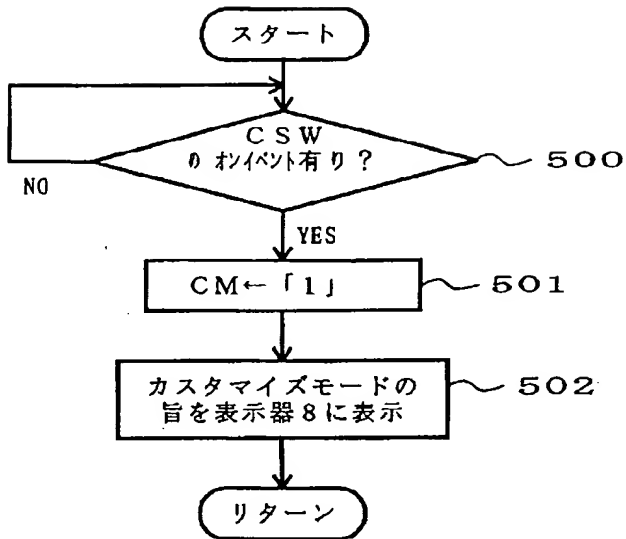 スタート
CSW
の オンイベント有り?
500
NO
YES
CM←「1」
501
カスタマイズモードの
旨を表示器8に表示
502
リターン